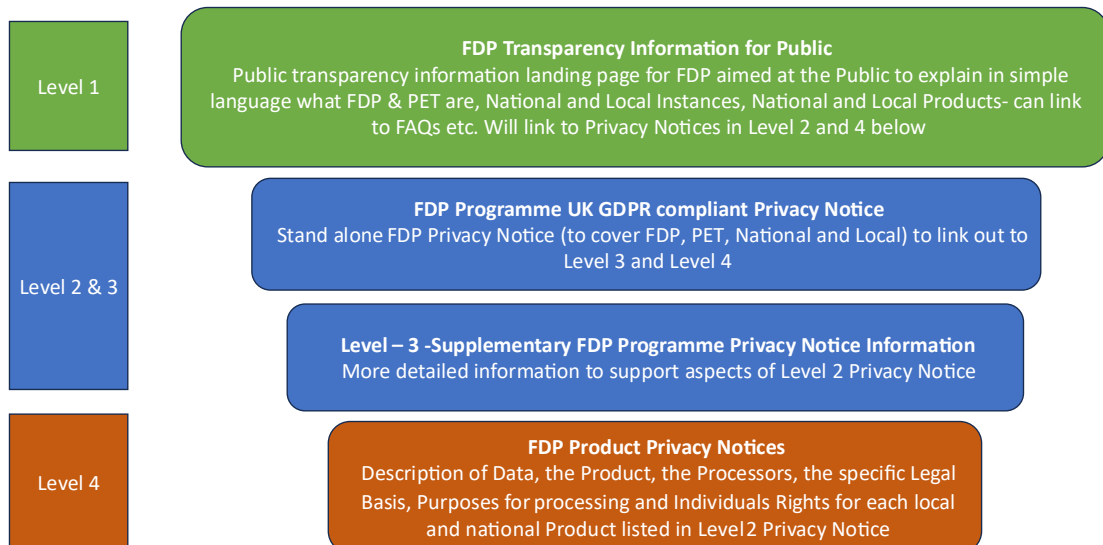 Level 1
FDP Transparency Information for Public
Public transparency information landing page for FDP aimed at the Public to explain in simple
language what FDP & PET are, National and Local Instances, National and Local Products- can link
to FAQs etc. Will link to Privacy Notices in Level 2 and 4 below
Level 2 & 3
FDP Programme UK GDPR compliant Privacy Notice
Stand alone FDP Privacy Notice (to cover FDP, PET, National and Local) to link out to
Level 3 and Level 4
Level – 3 -Supplementary FDP Programme Privacy Notice Information
More detailed information to support aspects of Level 2 Privacy Notice
Level 4
FDP Product Privacy Notices
Description of Data, the Product, the Processors, the specific Legal
Basis, Purposes for processing and Individuals Rights for each local
and national Product listed in Level 2 Privacy Notice